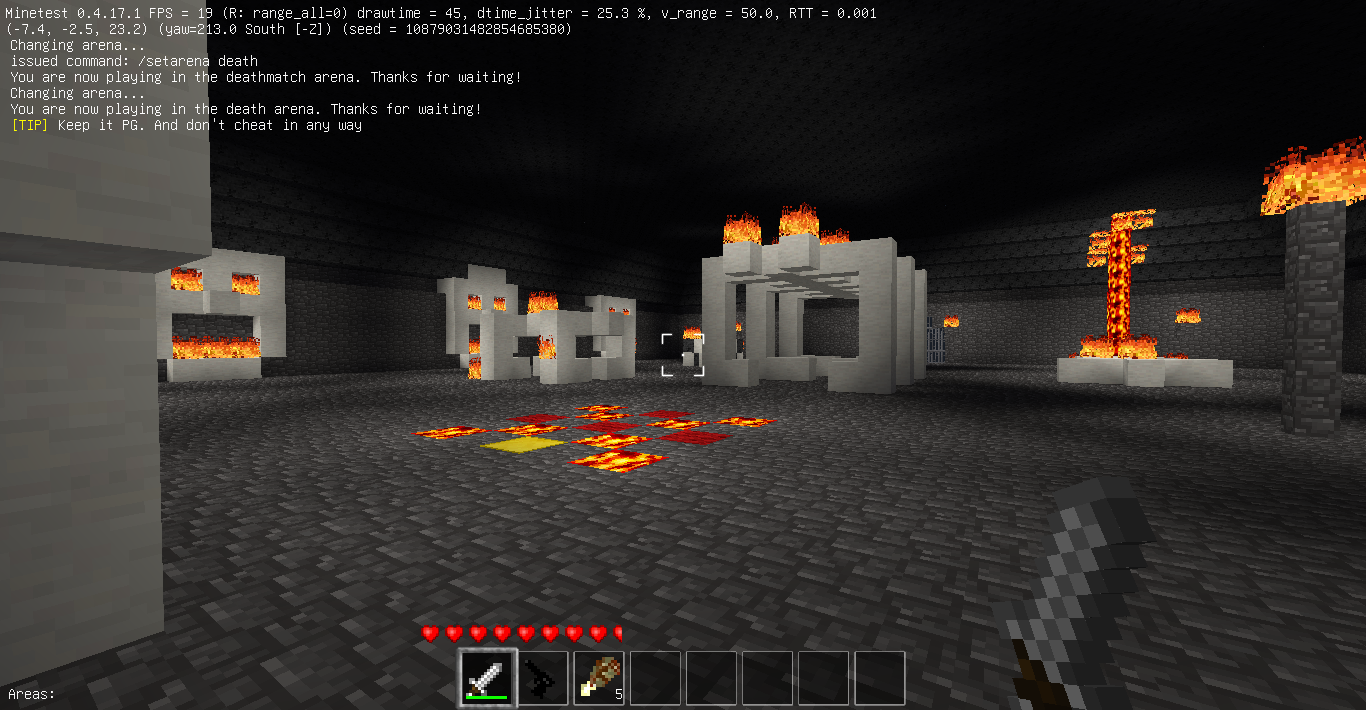 Minetest 0.4.17.1 FPS = 19 (R: range_all=0) drawtime = 45, dtime_jitter = 25.3 %, v_range = 50.0, RTT = 0.001
(-7.4, -2.5, 23.2) (yaw=213.0 South [-Z]) (seed = 10879031482854685380)
Changing arena...
issued command: /setarena death
You are now playing in the deathmatch arena. Thanks for waiting!
Changing arena...
You are now playing in the death arena. Thanks for waiting!
[TIP] Keep it PG. And don't cheat in any way
5
Areas: